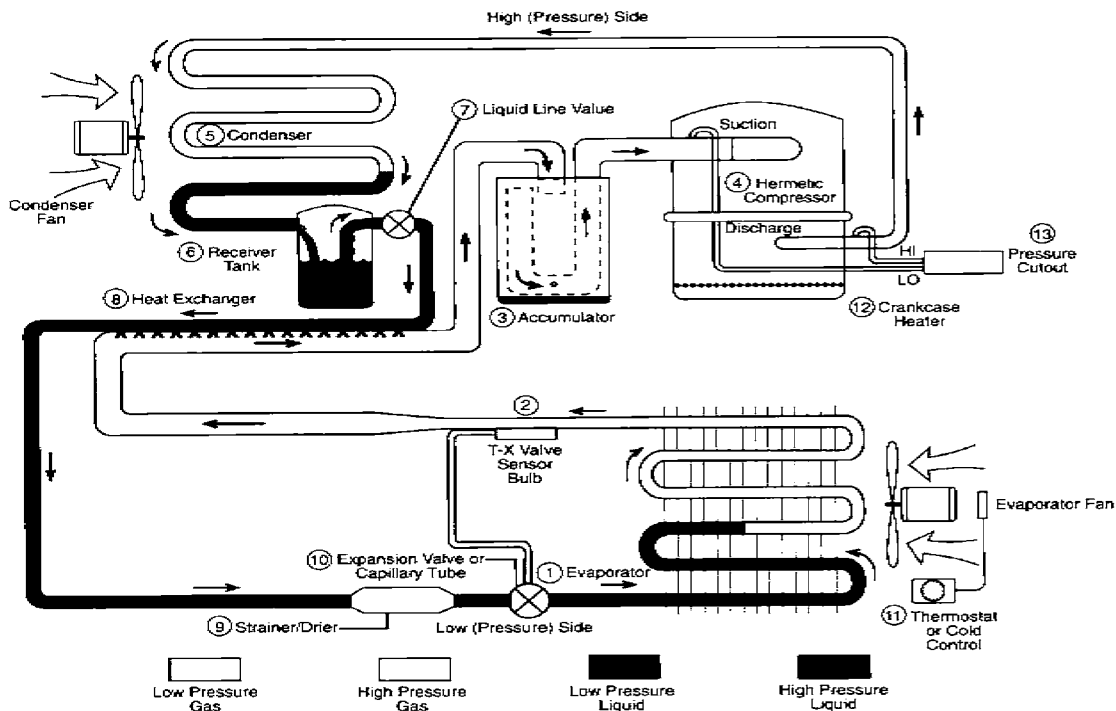 High (Pressure) Side
⑦ Liquid Line Value
Suction
⑤ Condenser
④ Hermetic
Compressor
Condenser
Fan
Discharge
⑥ Receiver
Tank
HI
LO
⑬
Pressure
Cutout
⑧ Heat Exchanger
③ Accumulator
⑫ Crankcase
Heater
②
T-X Valve
Sensor
Bulb
Evaporator Fan
⑩ Expansion Valve or
Capillary Tube
① Evaporator
⑨ Strainer/Drier
Low (Pressure) Side
⑪ Thermostat
or Cold
Control
Low Pressure
Gas
High Pressure
Gas
Low Pressure
Liquid
High Pressure
Liquid